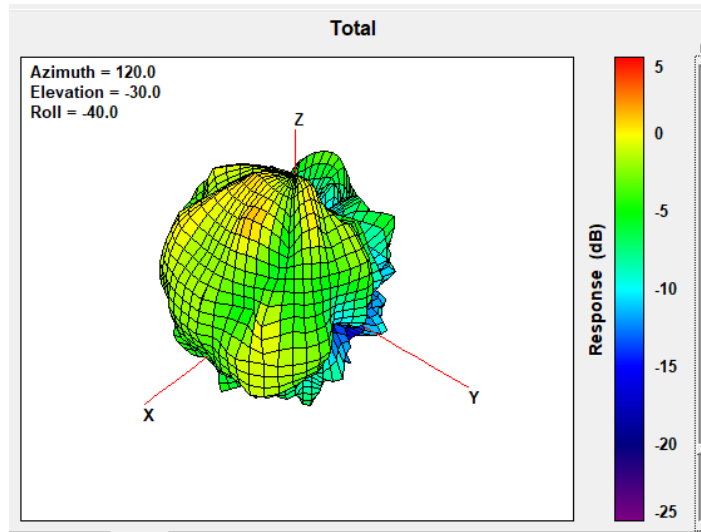 Total
Azimuth = 120.0
Elevation = -30.0
Roll = -40.0
Z
X
Y
5
0
-5
-10
-15
-20
-25
Response (dB)